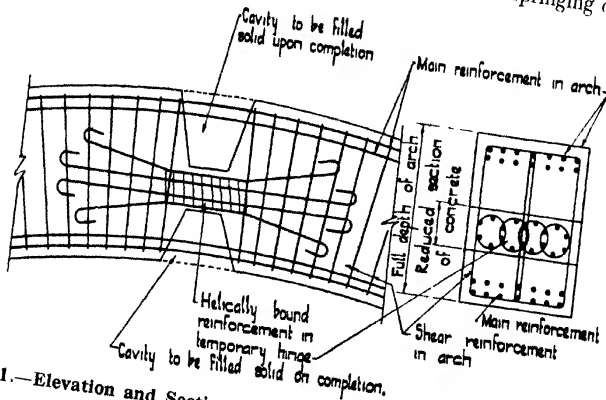 springing o
Cavity to be filled
solid upon completion
Main reinforcement in arch
Full depth of arch
Reduced section
of concrete
Helically bound
reinforcement in
temporary hinge
Cavity to be filled solid on completion.
Shear reinforcement
in arch
Main reinforcement
1.—Elevation and Secti